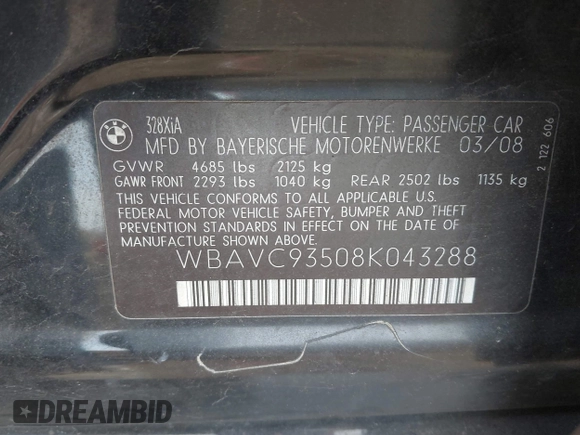 BMW
328XiA
VEHICLE TYPE: PASSENGER CAR
MFD BY BAYERISCHE MOTORENWERKE 03/08
GVWR 4685 lbs 2125 kg
GAWR FRONT 2293 lbs 1040 kg REAR 2502 lbs 1135 kg
THIS VEHICLE CONFORMS TO ALL APPLICABLE U.S.
FEDERAL MOTOR VEHICLE SAFETY, BUMPER AND THEFT
PREVENTION STANDARDS IN EFFECT ON THE DATE OF
MANUFACTURE SHOWN ABOVE.
WBAVC93508K043288
2 122 606
DREAMBID